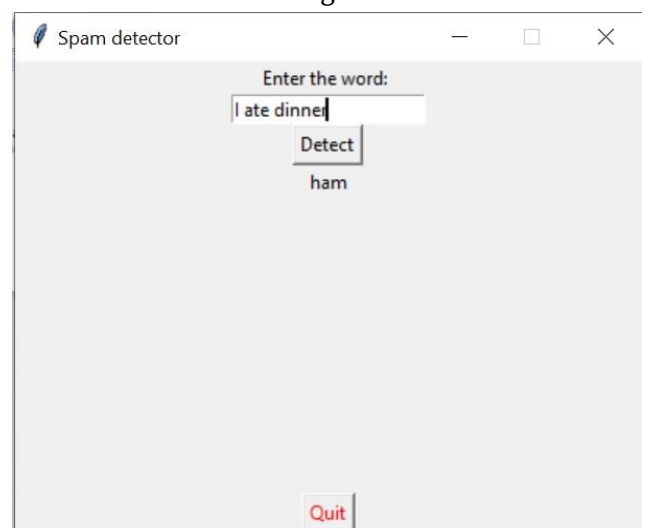 Spam detector
Enter the word:
I ate dinner
Detect
ham
Quit